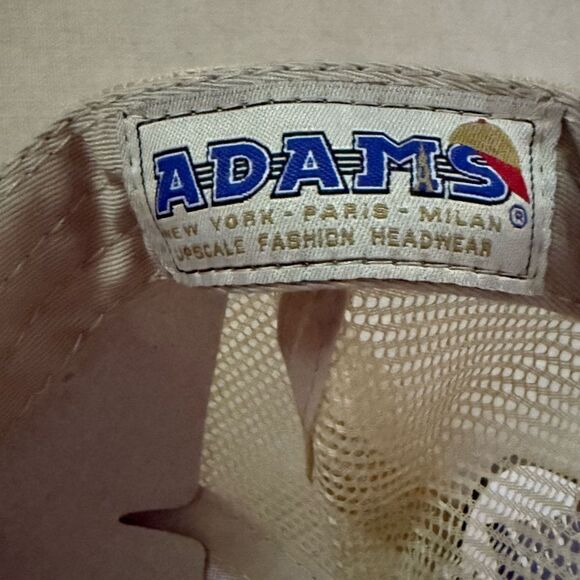 ADAMS®
NEW YORK - PARIS - MILAN
UPSCALE FASHION HEADWEAR